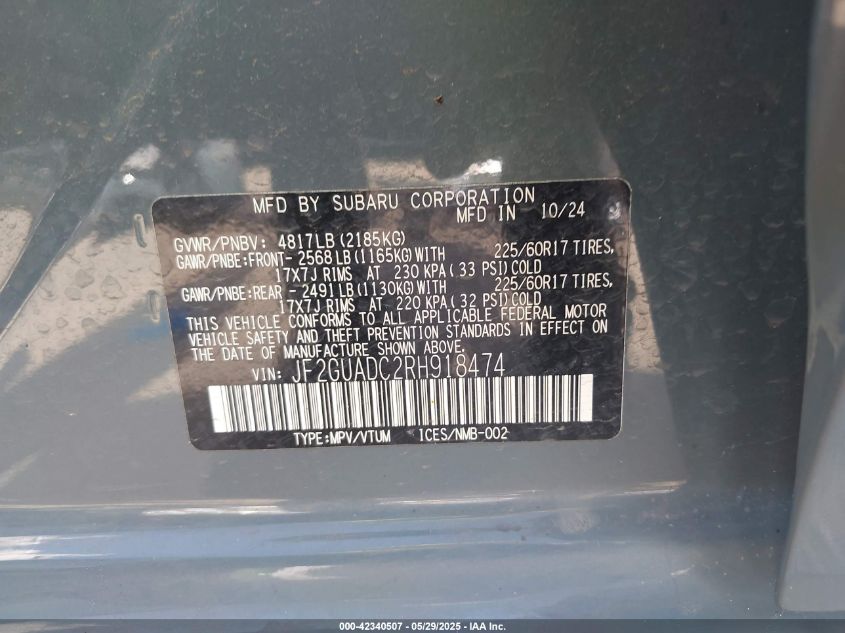 MFD BY SUBARU CORPORATION
MFD IN 10/24
GVWR/PNBV: 4817LB(2185KG)
GAWR/PNBE:FRONT- 2568LB(1165KG)WITH 225/60R17 TIRES,
17X7J RIMS AT 230 KPA(33 PSI)COLD
GAWR/PNBE:REAR - 2491LB(1130KG)WITH 225/60R17 TIRES,
17X7J RIMS AT 220 KPA(32 PSI)COLD
THIS VEHICLE CONFORMS TO ALL APPLICABLE FEDERAL MOTOR
VEHICLE SAFETY AND THEFT PREVENTION STANDARDS IN EFFECT ON
THE DATE OF MANUFACTURE SHOWN ABOVE.
VIN: JF2GUADC2RH918474
TYPE:MPV/VTUM ICES/NMB-002
000-42340507 - 05/29/2025 - IAA Inc.